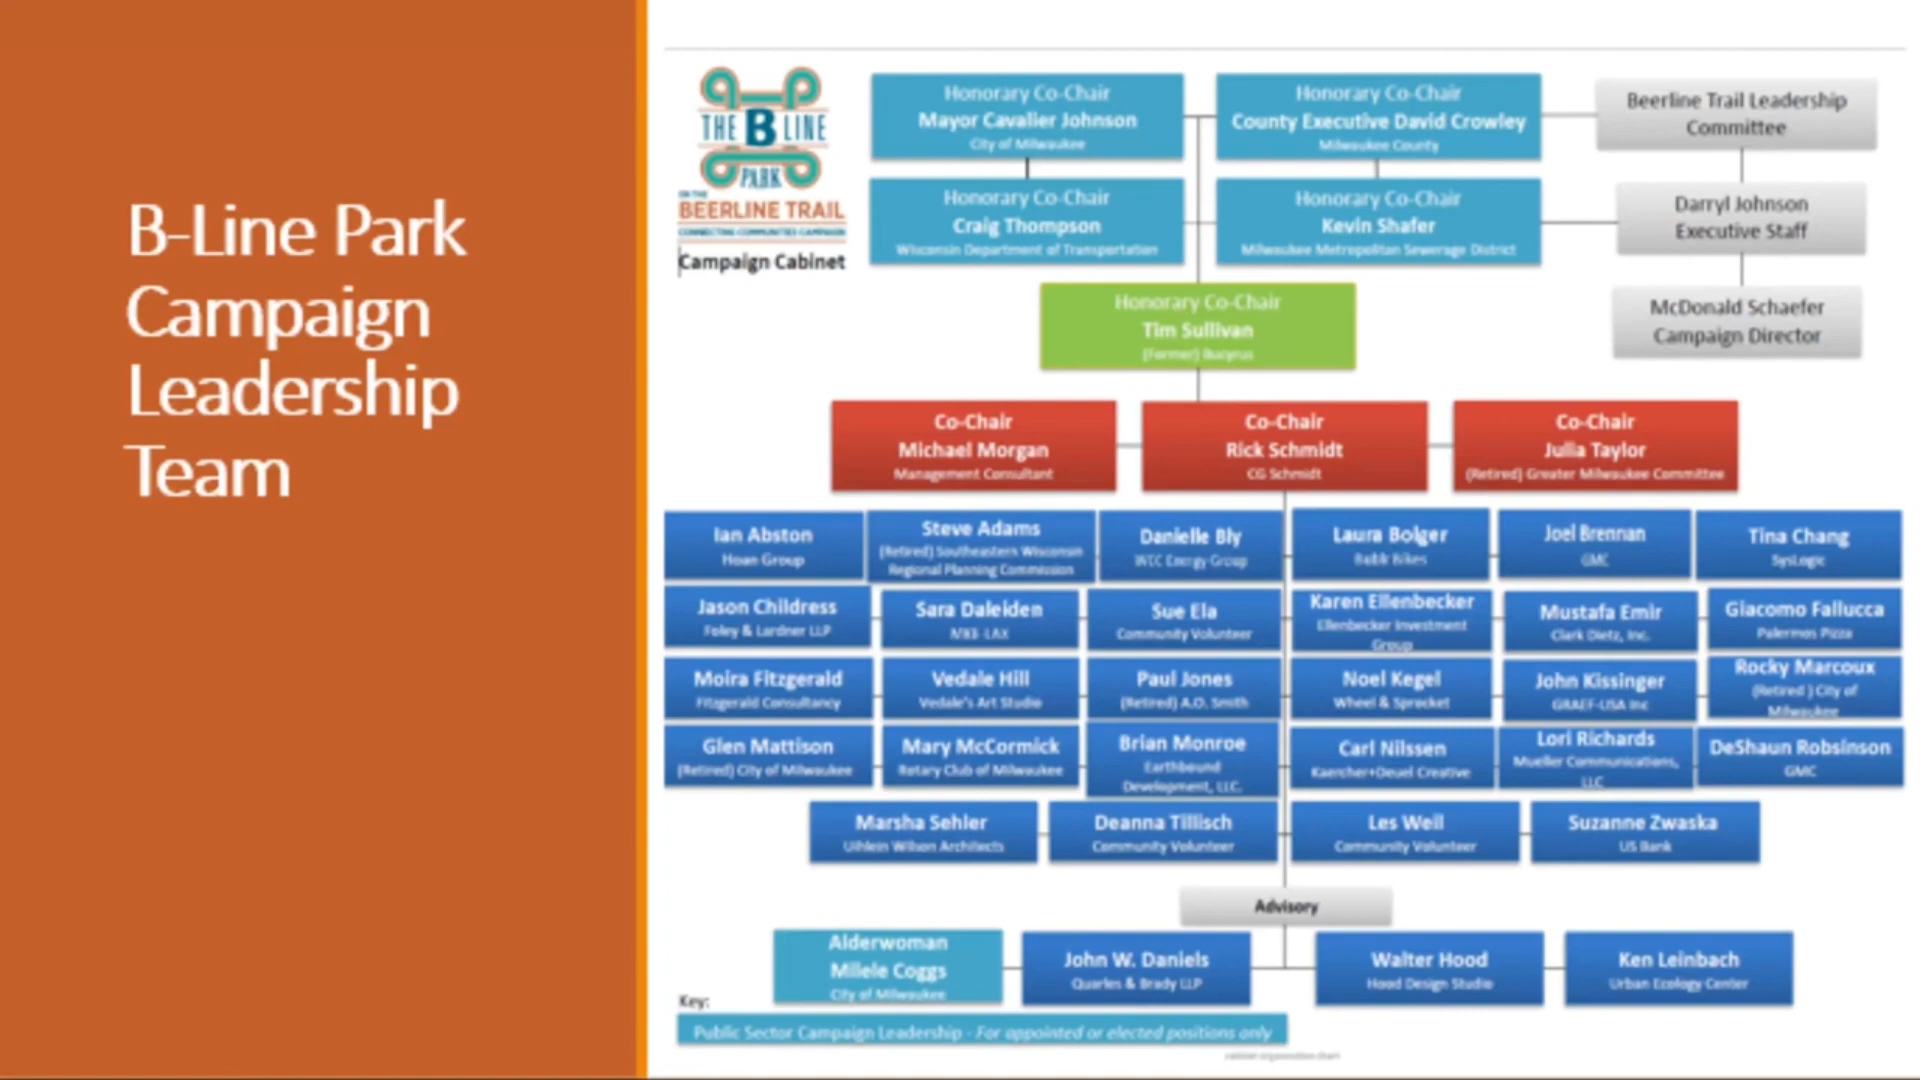 B-Line Park
Campaign
Leadership
Team
THE B LINE
PARK
ON THE
BEERLINE TRAIL
CONNECTING COMMUNITIES CAMPAIGN
Campaign Cabinet
Honorary Co-Chair
Mayor Cavalier Johnson
City of Milwaukee
Honorary Co-Chair
County Executive David Crowley
Milwaukee County
Beerline Trail Leadership
Committee
Honorary Co-Chair
Craig Thompson
Wisconsin Department of Transportation
Honorary Co-Chair
Kevin Shafer
Milwaukee Metropolitan Sewerage District
Darryl Johnson
Executive Staff
Honorary Co-Chair
Tim Sullivan
(Former) Bucyrus
McDonald Schaefer
Campaign Director
Co-Chair
Michael Morgan
Management Consultant
Co-Chair
Rick Schmidt
CG Schmidt
Co-Chair
Julia Taylor
(Retired) Greater Milwaukee Committee
Ian Abston
Hoan Group
Steve Adams
(Retired) Southeastern Wisconsin
Regional Planning Commission
Danielle Bly
WEC Energy Group
Laura Bolger
Bublr Bikes
Joel Brennan
GMC
Tina Chang
SysLogic
Jason Childress
Foley & Lardner LLP
Sara Daleiden
MKE-LAX
Sue Ela
Community Volunteer
Karen Ellenbecker
Ellenbecker Investment
Group
Mustafa Emir
Clark Dietz, Inc.
Giacomo Fallucca
Palermos Pizza
Moira Fitzgerald
Fitzgerald Consultancy
Vedale Hill
Vedale's Art Studio
Paul Jones
(Retired) A.O. Smith
Noel Kegel
Wheel & Sprocket
John Kissinger
GRAEF-USA Inc
Rocky Marcoux
(Retired ) City of
Milwaukee
Glen Mattison
(Retired) City of Milwaukee
Mary McCormick
Rotary Club of Milwaukee
Brian Monroe
Earthbound
Development, LLC.
Carl Nilssen
Kaercher+Deuel Creative
Lori Richards
Mueller Communications,
LLC
DeShaun Robsinson
GMC
Marsha Sehler
Uihlein Wilson Architects
Deanna Tillisch
Community Volunteer
Les Weil
Community Volunteer
Suzanne Zwaska
US Bank
Advisory
Alderwoman
Milele Coggs
City of Milwaukee
John W. Daniels
Quarles & Brady LLP
Walter Hood
Hood Design Studio
Ken Leinbach
Urban Ecology Center
Key:
Public Sector Campaign Leadership - For appointed or elected positions only